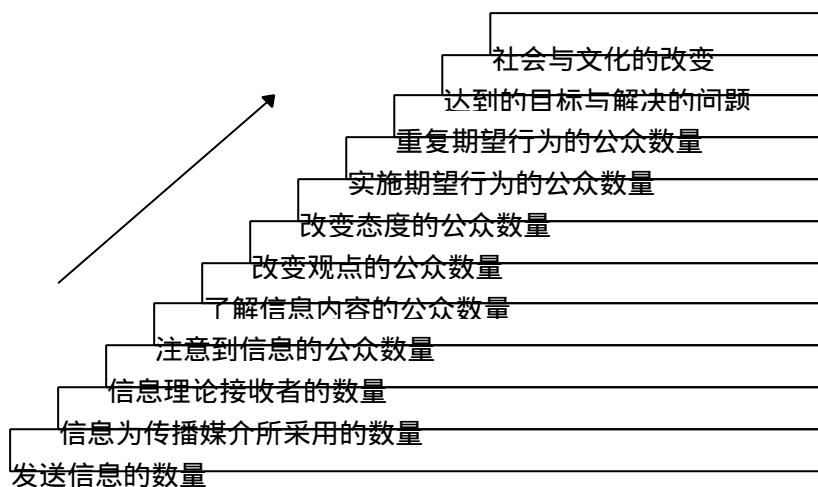 社会与文化的改变
达到的目标与解决的问题
重复期望行为的公众数量
实施期望行为的公众数量
改变态度的公众数量
改变观点的公众数量
了解信息内容的公众数量
注意到信息的公众数量
信息理论接收者的数量
信息为传播媒介所采用的数量
发送信息的数量